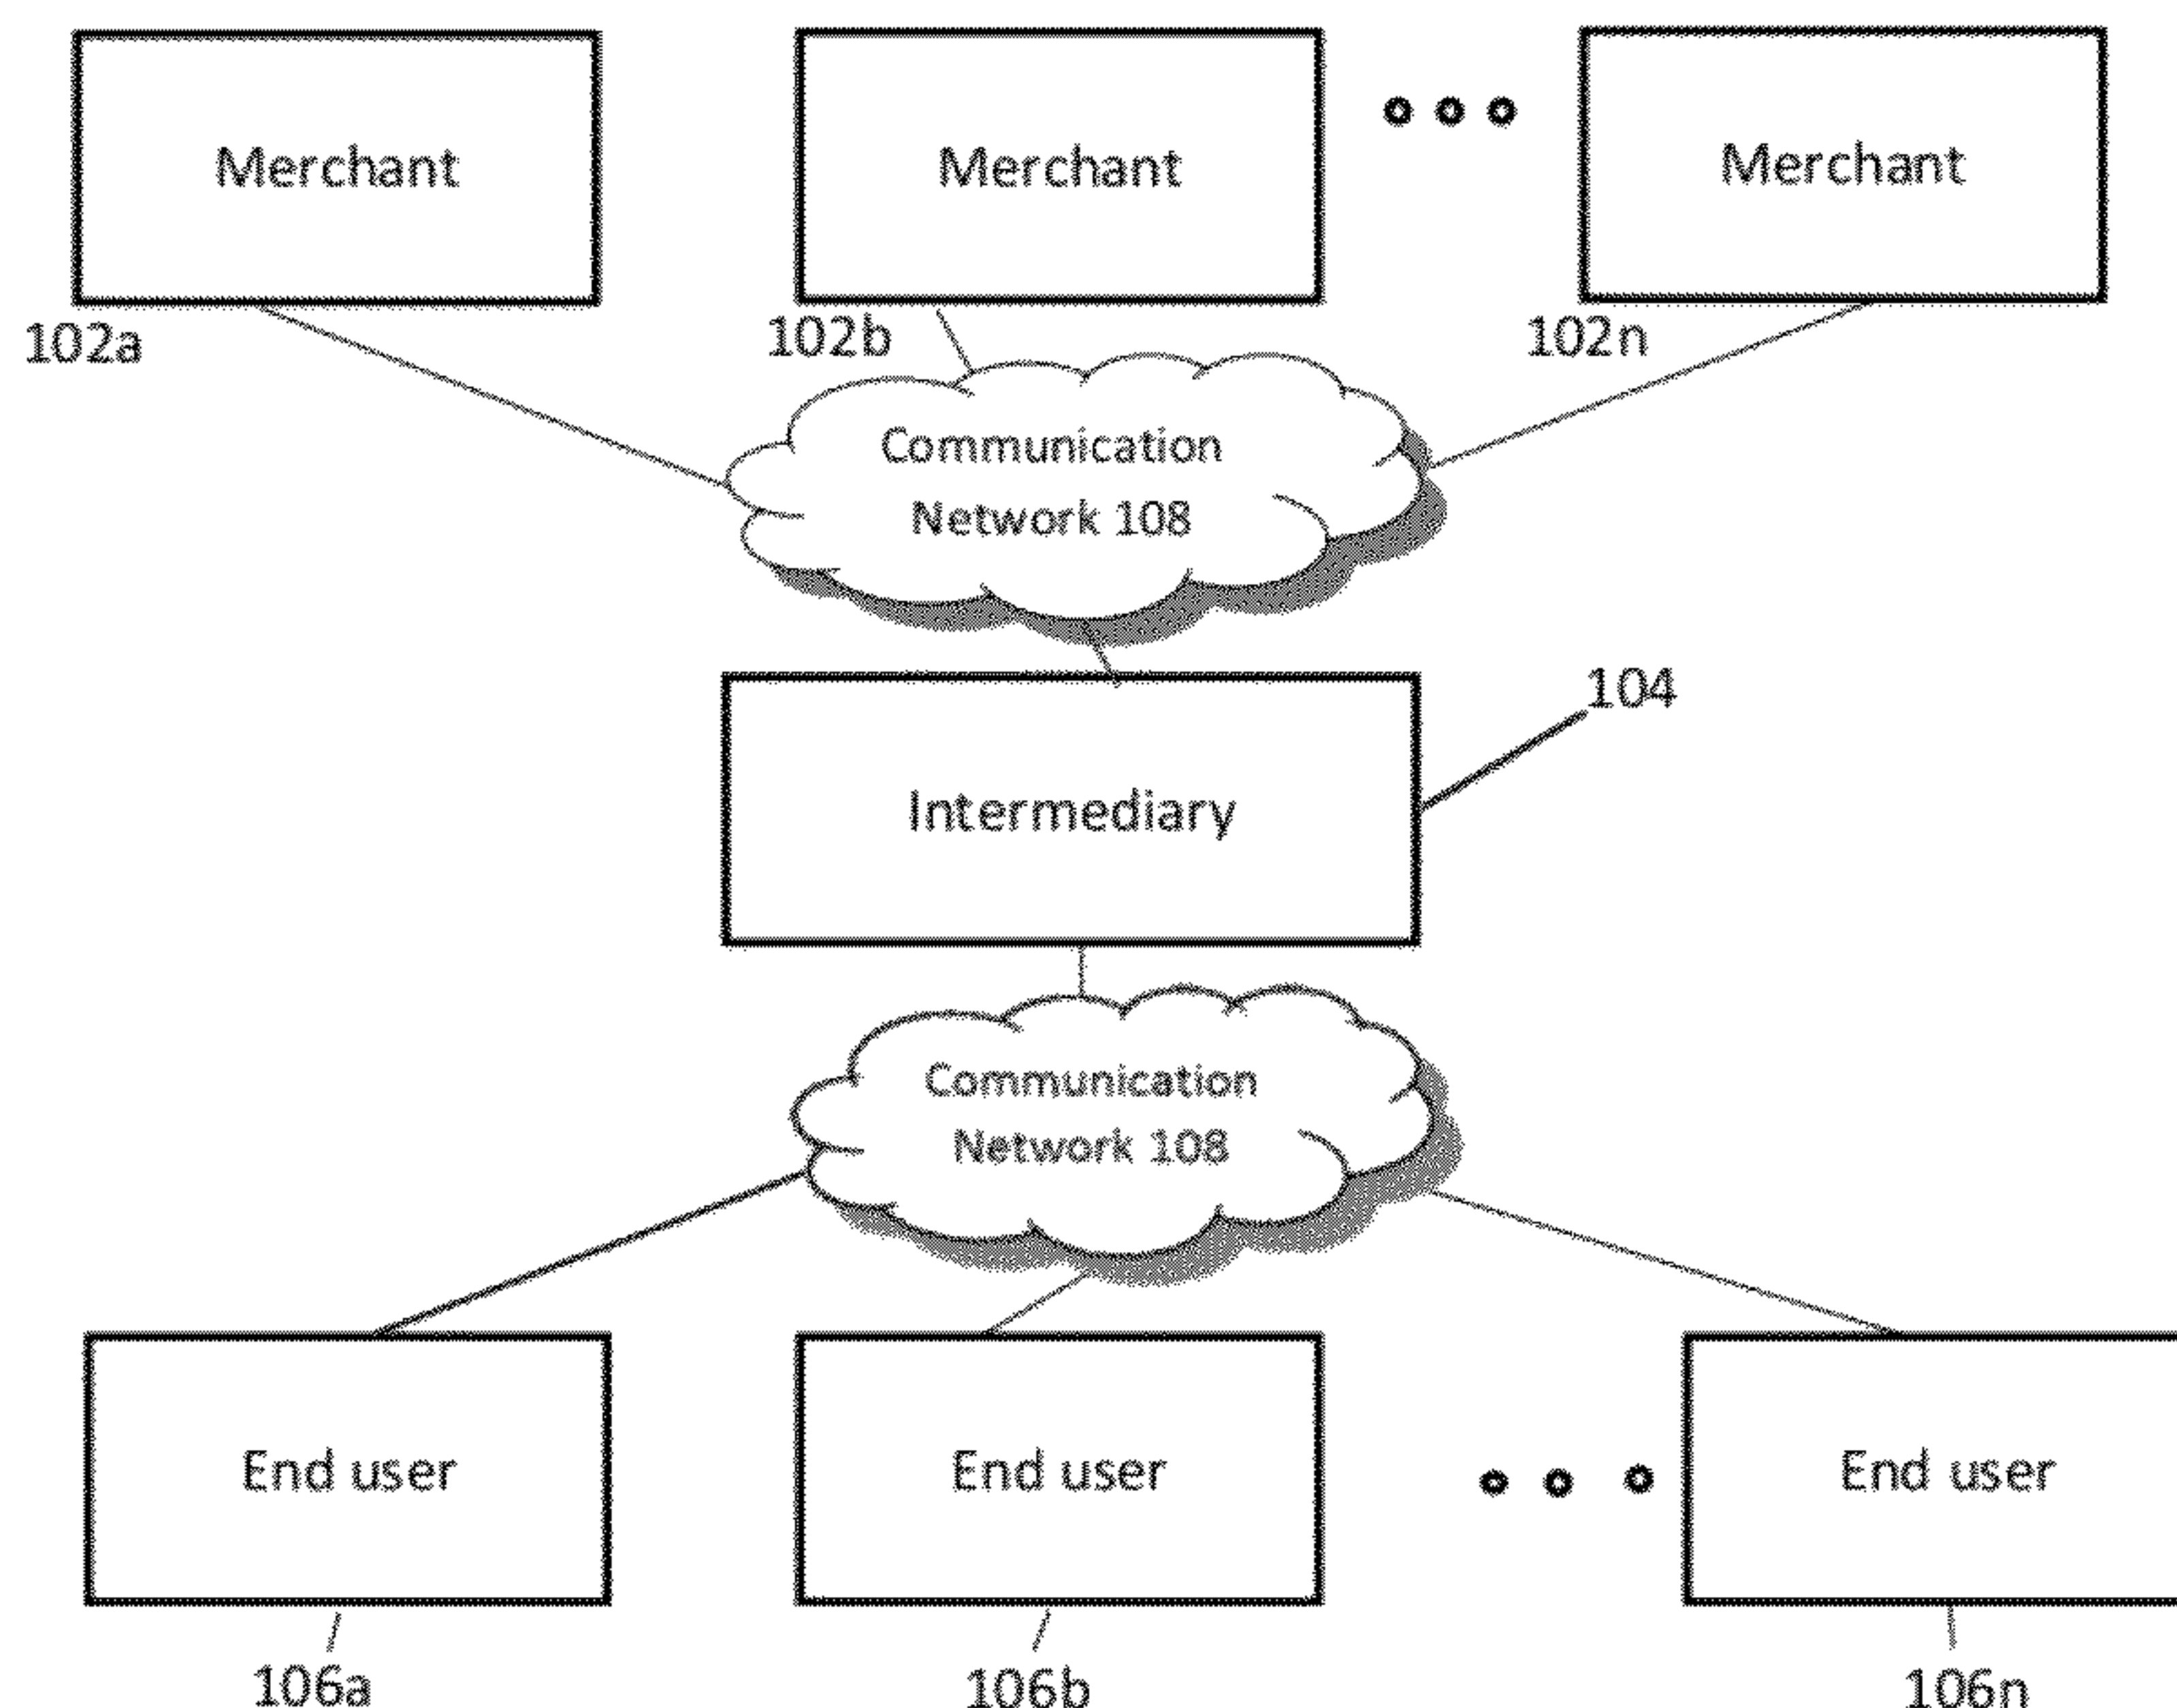 Merchant
Merchant
Merchant
102a
102b
102n
Communication
Network 108
104
Intermediary
Communication
Network 108
End user
End user
End user
106a
106b
106n